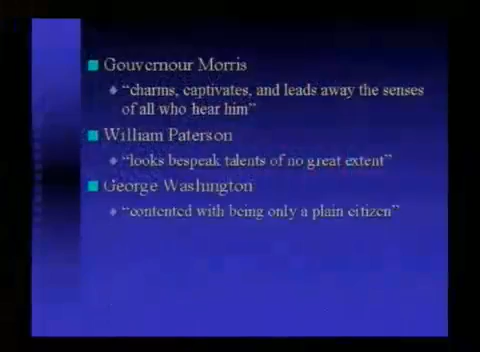 Gouvernour Morris
"charms, captivates, and leads away the senses
of all who hear him"
William Paterson
"looks bespeak talents of no great extent"
George Washington
"contented with being only a plain citizen"